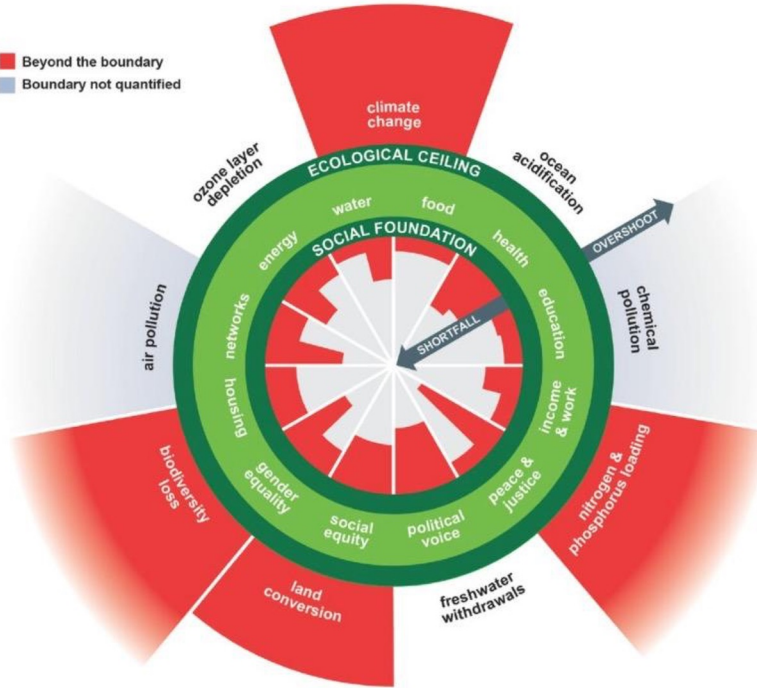 Beyond the boundary
Boundary not quantified
climate
change
ozone layer
depletion
ocean
acidification
ECOLOGICAL CEILING
water
food
energy
health
SOCIAL FOUNDATION
OVERSHOOT
SHORTFALL
air pollution
networks
education
chemical
pollution
housing
income
& work
biodiversity
loss
gender
equality
social
equity
political
voice
peace &
justice
nitrogen &
phosphorus loading
land
conversion
freshwater
withdrawals